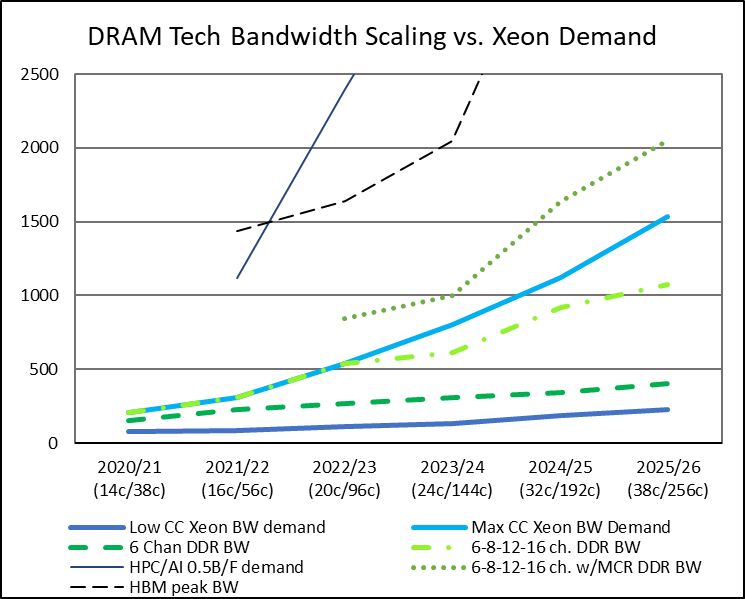 DRAM Tech Bandwidth Scaling vs. Xeon Demand
2500
2000
1500
1000
500
0
2020/21 2021/22 2022/23 2023/24 2024/25 2025/26
(14c/38c) (16c/56c) (20c/96c) (24c/144c) (32c/192c) (38c/256c)
Low CC Xeon BW demand Max CC Xeon BW Demand
6 Chan DDR BW 6-8-12-16 ch. DDR BW
HPC/AI 0.5B/F demand 6-8-12-16 ch. w/MCR DDR BW
HBM peak BW